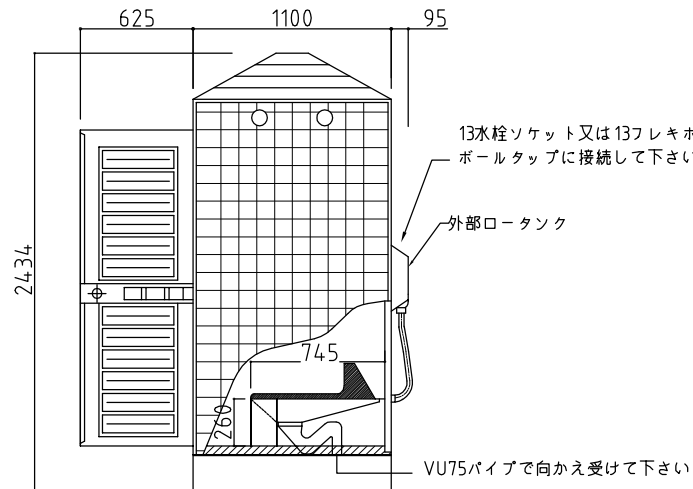 625
1100
95
13水栓ソケット又は13フレキホ
ボールタップに接続して下さい
外部ロータンク
2434
745
260
VU75パイプで向かえ受けて下さい